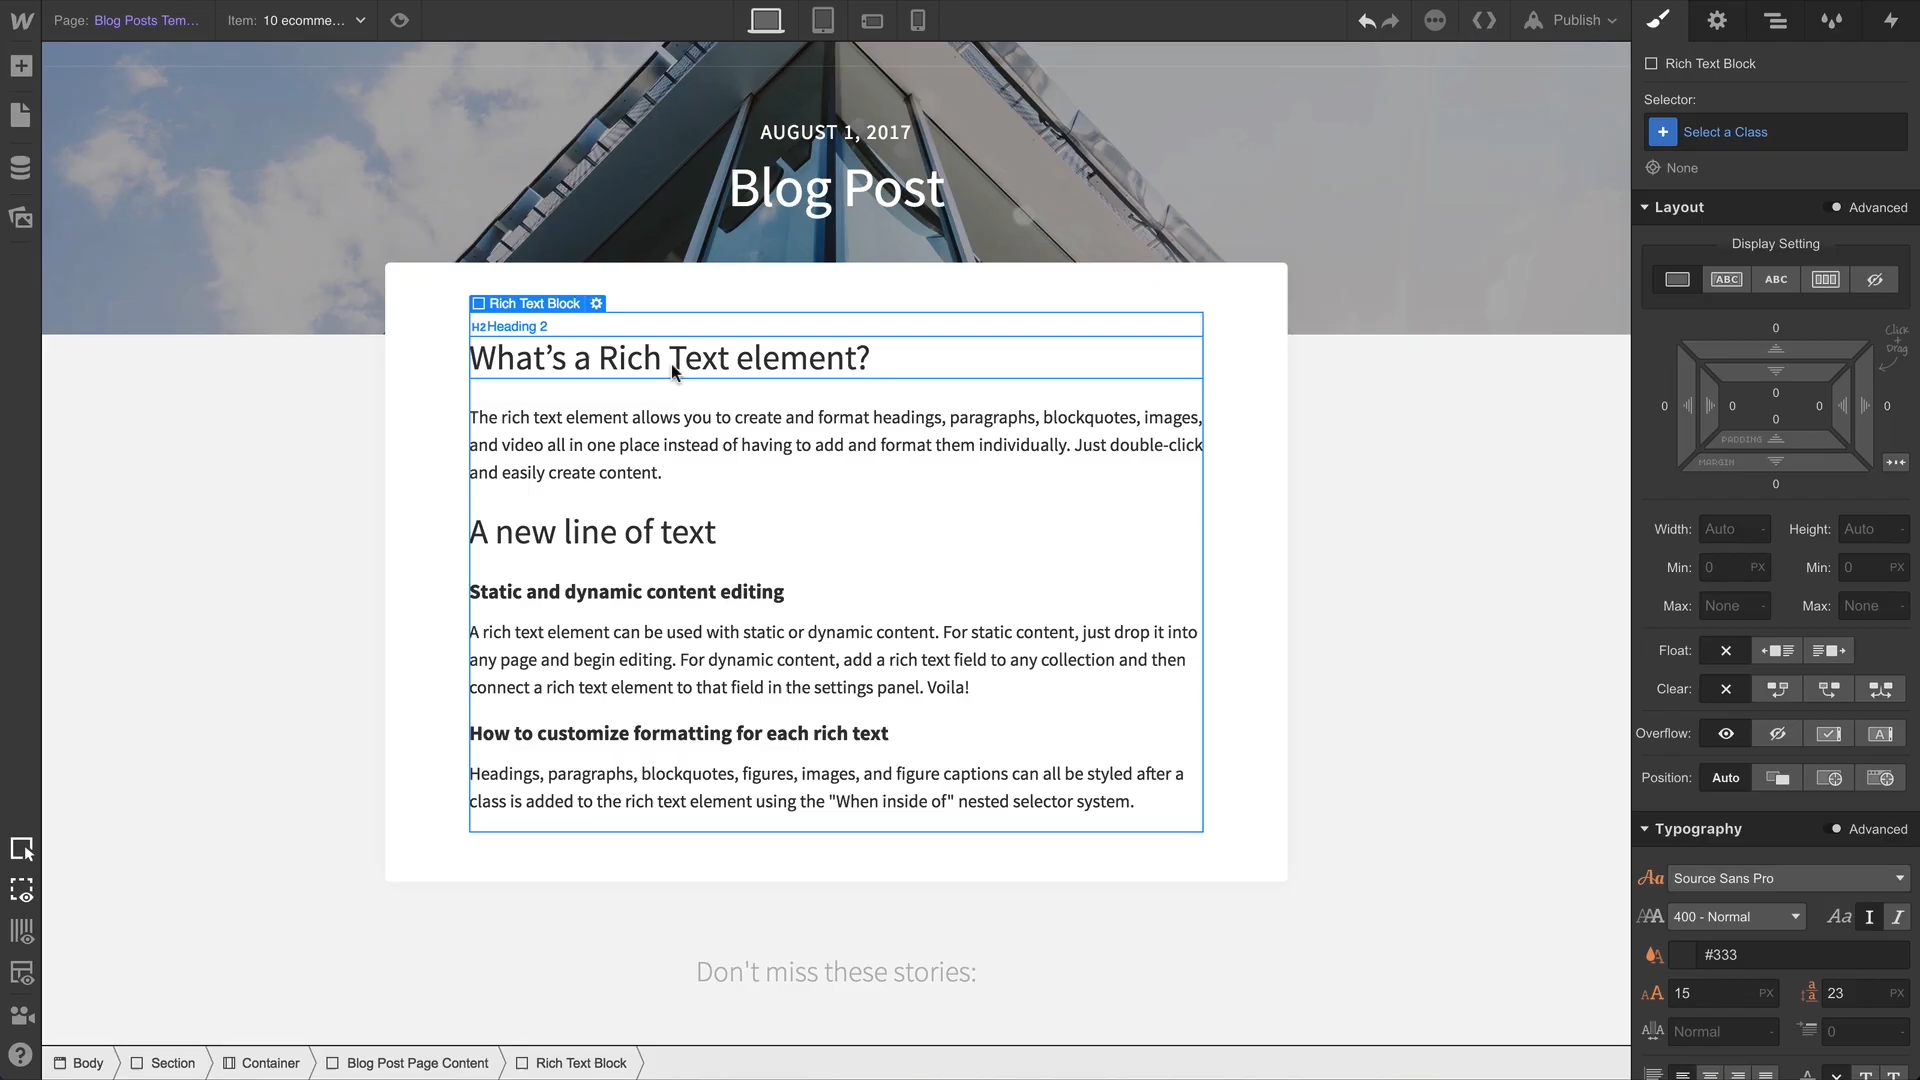 Page: Blog Posts Tem...
Item: 10 ecomme...
Publish
AUGUST 1, 2017
Blog Post
Rich Text Block
H2 Heading 2
What's a Rich Text element?
The rich text element allows you to create and format headings, paragraphs, blockquotes, images,
and video all in one place instead of having to add and format them individually. Just double-click
and easily create content.
A new line of text
Static and dynamic content editing
A rich text element can be used with static or dynamic content. For static content, just drop it into
any page and begin editing. For dynamic content, add a rich text field to any collection and then
connect a rich text element to that field in the settings panel. Voila!
How to customize formatting for each rich text
Headings, paragraphs, blockquotes, figures, images, and figure captions can all be styled after a
class is added to the rich text element using the "When inside of" nested selector system.
Don't miss these stories:
Body
Section
Container
Blog Post Page Content
Rich Text Block
Rich Text Block
Selector:
+ Select a Class
None
Layout
Advanced
Display Setting
ABC
ABC
0
Click
+
Drag
0
0 0 0 0
0
PADDING
MARGIN
0
Width: Auto - Height: Auto -
Min: 0 PX Min: 0 PX
Max: None - Max: None -
Float:
Clear:
Overflow:
Position: Auto
Typography
Advanced
Aa Source Sans Pro
AAA 400 - Normal Aa I I
A #333
AA 15 PX a a 23 PX
AA Normal - 0